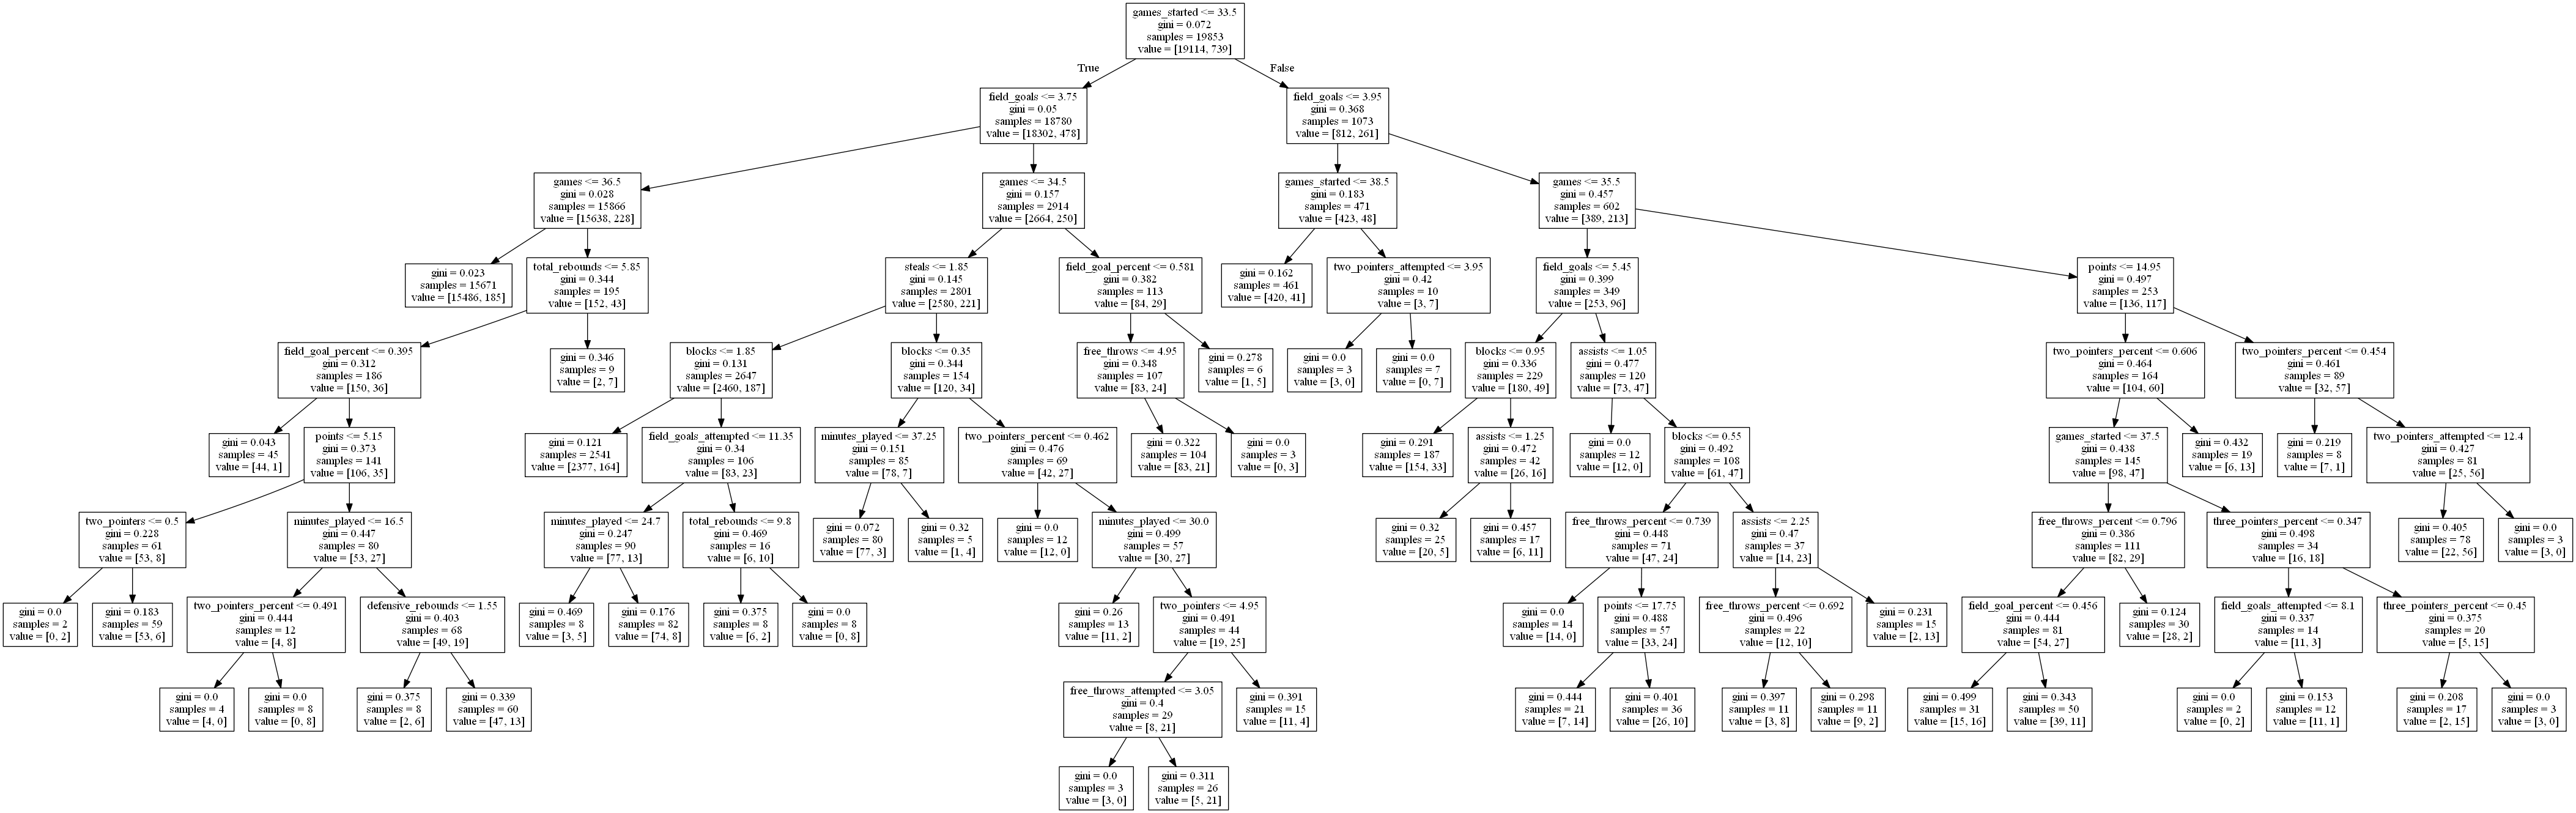 games_started <= 33.5
gini = 0.072
samples = 19853
value = [19114, 739]
True
False
field_goals <= 3.75
gini = 0.05
samples = 18780
value = [18302, 478]
field_goals <= 3.95
gini = 0.368
samples = 1073
value = [812, 261]
games <= 36.5
gini = 0.028
samples = 15866
value = [15638, 228]
games <= 34.5
gini = 0.157
samples = 2914
value = [2664, 250]
games_started <= 38.5
gini = 0.183
samples = 471
value = [423, 48]
games <= 35.5
gini = 0.457
samples = 602
value = [389, 213]
gini = 0.023
samples = 15671
value = [15486, 185]
total_rebounds <= 5.85
gini = 0.344
samples = 195
value = [152, 43]
steals <= 1.85
gini = 0.145
samples = 2801
value = [2580, 221]
field_goal_percent <= 0.581
gini = 0.382
samples = 113
value = [84, 29]
gini = 0.162
samples = 461
value = [420, 41]
two_pointers_attempted <= 3.95
gini = 0.42
samples = 10
value = [3, 7]
field_goals <= 5.45
gini = 0.399
samples = 349
value = [253, 96]
points <= 14.95
gini = 0.497
samples = 253
value = [136, 117]
field_goal_percent <= 0.395
gini = 0.312
samples = 186
value = [150, 36]
gini = 0.346
samples = 9
value = [2, 7]
blocks <= 1.85
gini = 0.131
samples = 2647
value = [2460, 187]
blocks <= 0.35
gini = 0.344
samples = 154
value = [120, 34]
free_throws <= 4.95
gini = 0.348
samples = 107
value = [83, 24]
gini = 0.278
samples = 6
value = [1, 5]
gini = 0.0
samples = 3
value = [3, 0]
gini = 0.0
samples = 7
value = [0, 7]
blocks <= 0.95
gini = 0.336
samples = 229
value = [180, 49]
assists <= 1.05
gini = 0.477
samples = 120
value = [73, 47]
two_pointers_percent <= 0.606
gini = 0.464
samples = 164
value = [104, 60]
two_pointers_percent <= 0.454
gini = 0.461
samples = 89
value = [32, 57]
gini = 0.043
samples = 45
value = [44, 1]
points <= 5.15
gini = 0.373
samples = 141
value = [106, 35]
gini = 0.121
samples = 2541
value = [2377, 164]
field_goals_attempted <= 11.35
gini = 0.34
samples = 106
value = [83, 23]
minutes_played <= 37.25
gini = 0.151
samples = 85
value = [78, 7]
two_pointers_percent <= 0.462
gini = 0.476
samples = 69
value = [42, 27]
gini = 0.322
samples = 104
value = [83, 21]
gini = 0.0
samples = 3
value = [0, 3]
gini = 0.291
samples = 187
value = [154, 33]
assists <= 1.25
gini = 0.472
samples = 42
value = [26, 16]
gini = 0.0
samples = 12
value = [12, 0]
blocks <= 0.55
gini = 0.492
samples = 108
value = [61, 47]
games_started <= 37.5
gini = 0.438
samples = 145
value = [98, 47]
gini = 0.432
samples = 19
value = [6, 13]
gini = 0.219
samples = 8
value = [7, 1]
two_pointers_attempted <= 12.4
gini = 0.427
samples = 81
value = [25, 56]
two_pointers <= 0.5
gini = 0.228
samples = 61
value = [53, 8]
minutes_played <= 16.5
gini = 0.447
samples = 80
value = [53, 27]
minutes_played <= 24.7
gini = 0.247
samples = 90
value = [77, 13]
total_rebounds <= 9.8
gini = 0.469
samples = 16
value = [6, 10]
gini = 0.072
samples = 80
value = [77, 3]
gini = 0.32
samples = 5
value = [1, 4]
gini = 0.0
samples = 12
value = [12, 0]
minutes_played <= 30.0
gini = 0.499
samples = 57
value = [30, 27]
gini = 0.32
samples = 25
value = [20, 5]
gini = 0.457
samples = 17
value = [6, 11]
free_throws_percent <= 0.739
gini = 0.448
samples = 71
value = [47, 24]
assists <= 2.25
gini = 0.47
samples = 37
value = [14, 23]
free_throws_percent <= 0.796
gini = 0.386
samples = 111
value = [82, 29]
three_pointers_percent <= 0.347
gini = 0.498
samples = 34
value = [16, 18]
gini = 0.405
samples = 78
value = [22, 56]
gini = 0.0
samples = 3
value = [3, 0]
gini = 0.0
samples = 2
value = [0, 2]
gini = 0.183
samples = 59
value = [53, 6]
two_pointers_percent <= 0.491
gini = 0.444
samples = 12
value = [4, 8]
defensive_rebounds <= 1.55
gini = 0.403
samples = 68
value = [49, 19]
gini = 0.469
samples = 8
value = [3, 5]
gini = 0.176
samples = 82
value = [74, 8]
gini = 0.375
samples = 8
value = [6, 2]
gini = 0.0
samples = 8
value = [0, 8]
gini = 0.26
samples = 13
value = [11, 2]
two_pointers <= 4.95
gini = 0.491
samples = 44
value = [19, 25]
gini = 0.0
samples = 14
value = [14, 0]
points <= 17.75
gini = 0.488
samples = 57
value = [33, 24]
free_throws_percent <= 0.692
gini = 0.496
samples = 22
value = [12, 10]
gini = 0.231
samples = 15
value = [2, 13]
field_goal_percent <= 0.456
gini = 0.444
samples = 81
value = [54, 27]
gini = 0.124
samples = 30
value = [28, 2]
field_goals_attempted <= 8.1
gini = 0.337
samples = 14
value = [11, 3]
three_pointers_percent <= 0.45
gini = 0.375
samples = 20
value = [5, 15]
gini = 0.0
samples = 4
value = [4, 0]
gini = 0.0
samples = 8
value = [0, 8]
gini = 0.375
samples = 8
value = [2, 6]
gini = 0.339
samples = 60
value = [47, 13]
free_throws_attempted <= 3.05
gini = 0.4
samples = 29
value = [8, 21]
gini = 0.391
samples = 15
value = [11, 4]
gini = 0.444
samples = 21
value = [7, 14]
gini = 0.401
samples = 36
value = [26, 10]
gini = 0.397
samples = 11
value = [3, 8]
gini = 0.298
samples = 11
value = [9, 2]
gini = 0.499
samples = 31
value = [15, 16]
gini = 0.343
samples = 50
value = [39, 11]
gini = 0.0
samples = 2
value = [0, 2]
gini = 0.153
samples = 12
value = [11, 1]
gini = 0.208
samples = 17
value = [2, 15]
gini = 0.0
samples = 3
value = [3, 0]
gini = 0.0
samples = 3
value = [3, 0]
gini = 0.311
samples = 26
value = [5, 21]